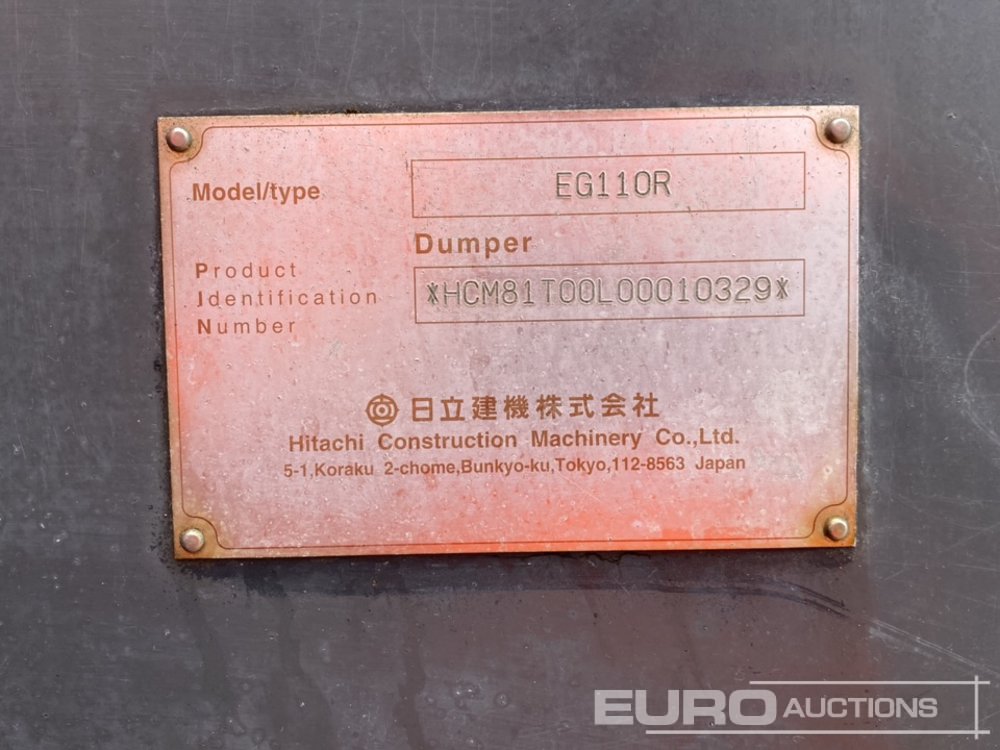 Model/type EG110R
Dumper
Product
Identification
Number
*HCM81T00L00010329*
日立建機株式会社
Hitachi Construction Machinery Co.,Ltd.
5-1,Koraku 2-chome,Bunkyo-ku,Tokyo,112-8563 Japan
EURO AUCTIONS